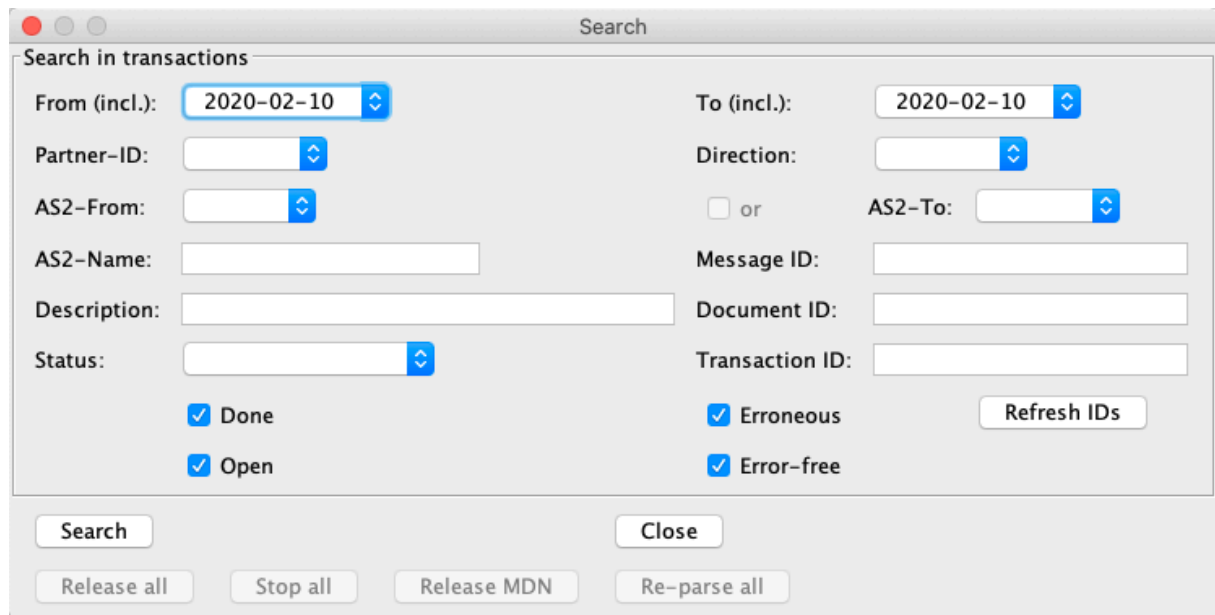 Search
Search in transactions
From (incl.): 2020-02-10 To (incl.): 2020-02-10
Partner-ID: Direction:
AS2-From: or AS2-To:
AS2-Name: Message ID:
Description: Document ID:
Status: Transaction ID:
Done Erroneous Refresh IDs
Open Error-free
Search Close
Release all Stop all Release MDN Re-parse all